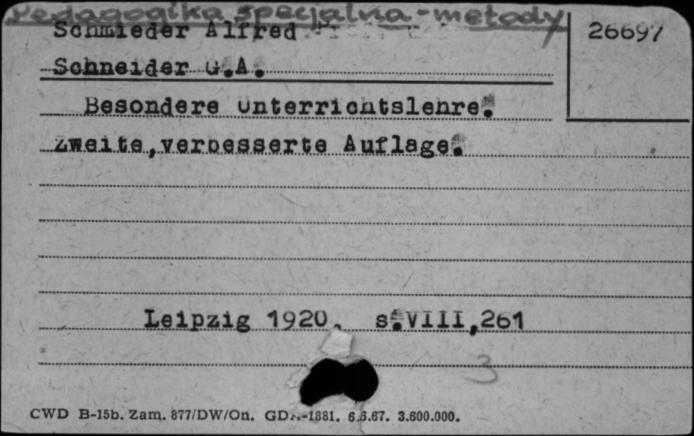 Pedagogika specjalna - metody
Schmieder Alfred
26697
Schneider G.A.
Besondere Unterrichtslehre.
Zweite,verbesserte Auflage.
Leipzig 1920. s.VIII,261
3
CWD B-15b. Zam. 877/DW/On. GDA-1881. 6.6.67. 3.600.000.